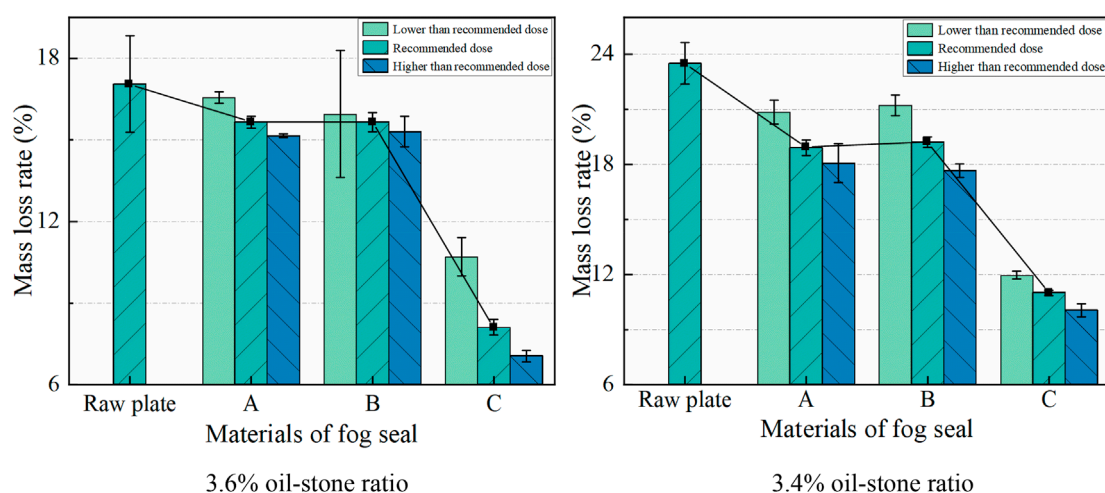 Mass loss rate (%)
18
12
6
Lower than recommended dose
Recommended dose
Higher than recommended dose
Raw plate A B C
Materials of fog seal
3.6% oil-stone ratio
Mass loss rate (%)
24
18
12
6
Lower than recommended dose
Recommended dose
Higher than recommended dose
Raw plate A B C
Materials of fog seal
3.4% oil-stone ratio